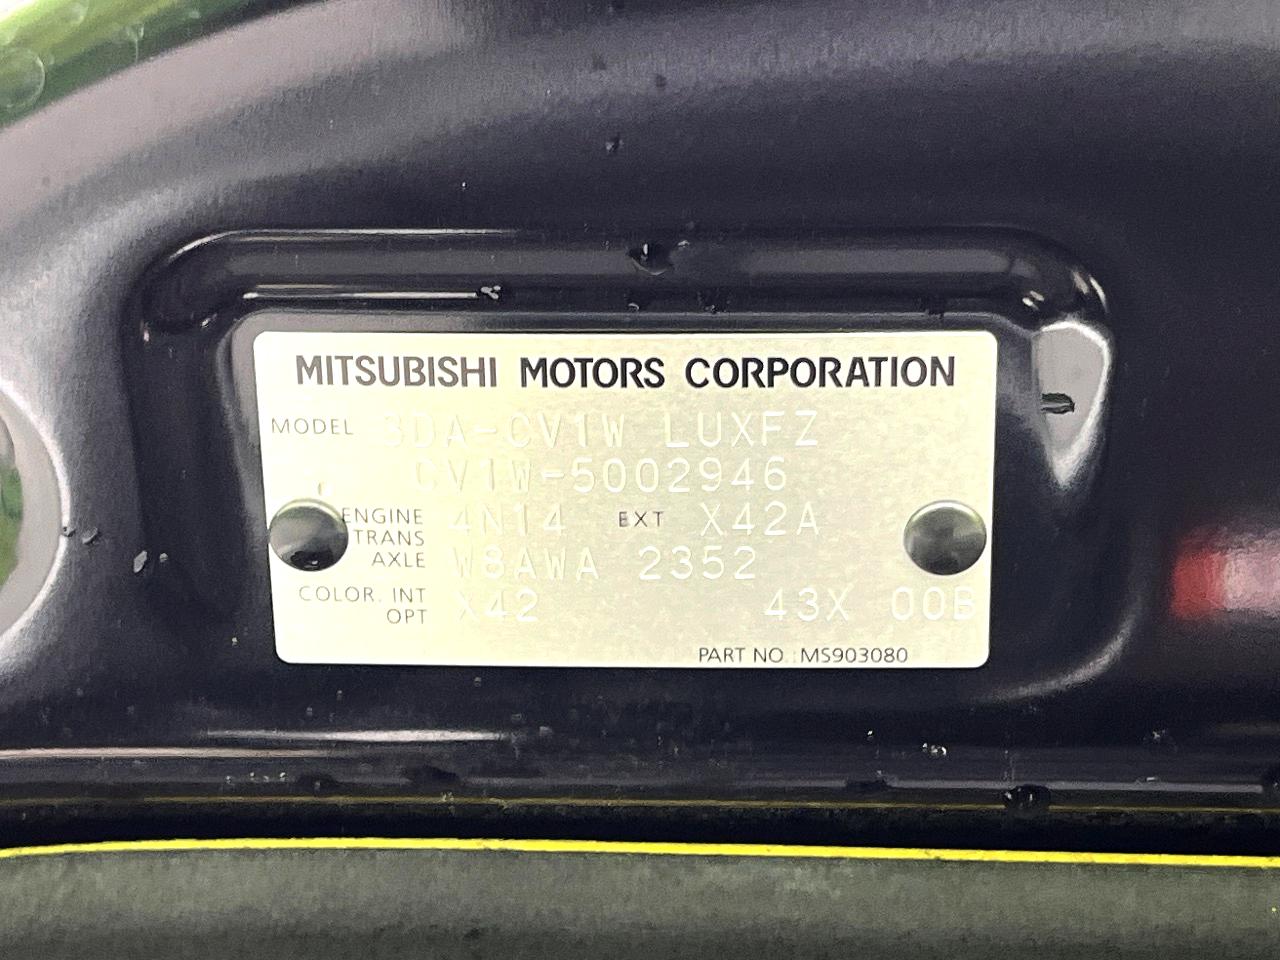 MITSUBISHI MOTORS CORPORATION
MODEL 3DA-CV1W LUXFZ
CV1W-5002946
ENGINE 4N14 EXT X42A
TRANS
AXLE W8AWA 2352
COLOR. INT X42 43X 00B
OPT
PART NO. MS903080